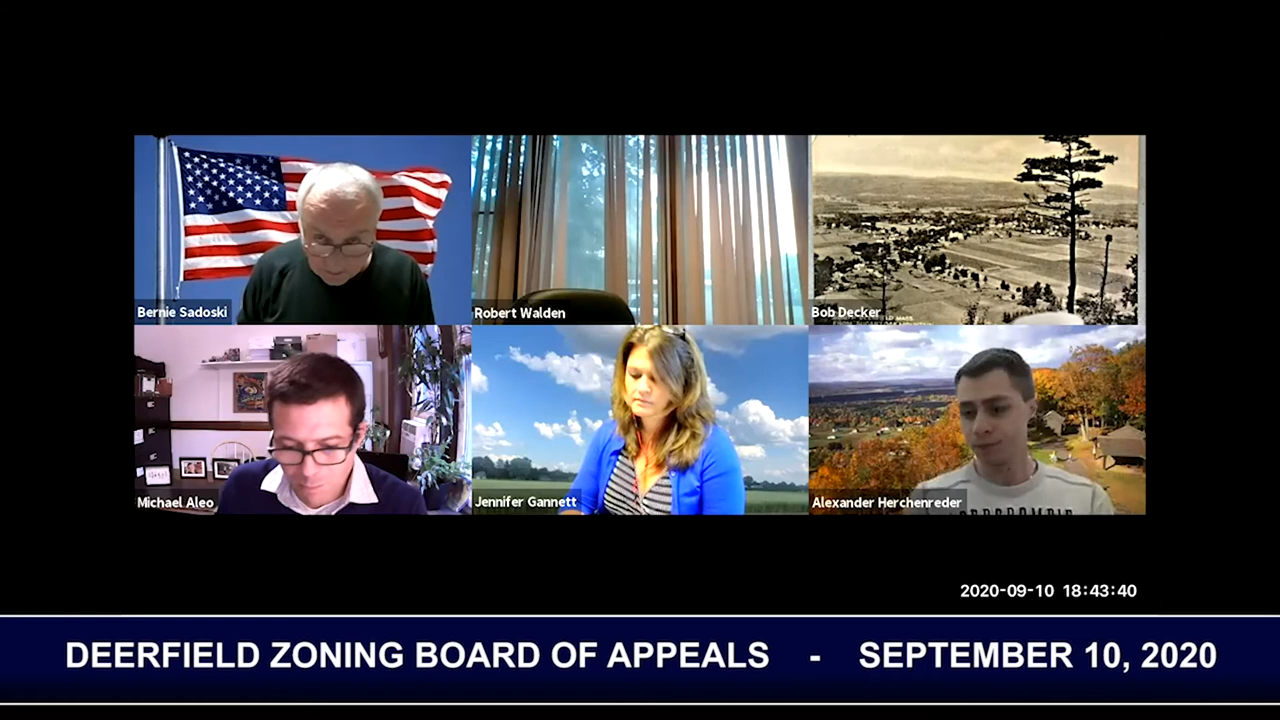 Bernie Sadoski
Robert Walden
Bob Decker
Michael Aleo
Jennifer Gannett
Alexander Herchenreder
2020-09-10 18:43:40
DEERFIELD ZONING BOARD OF APPEALS - SEPTEMBER 10, 2020